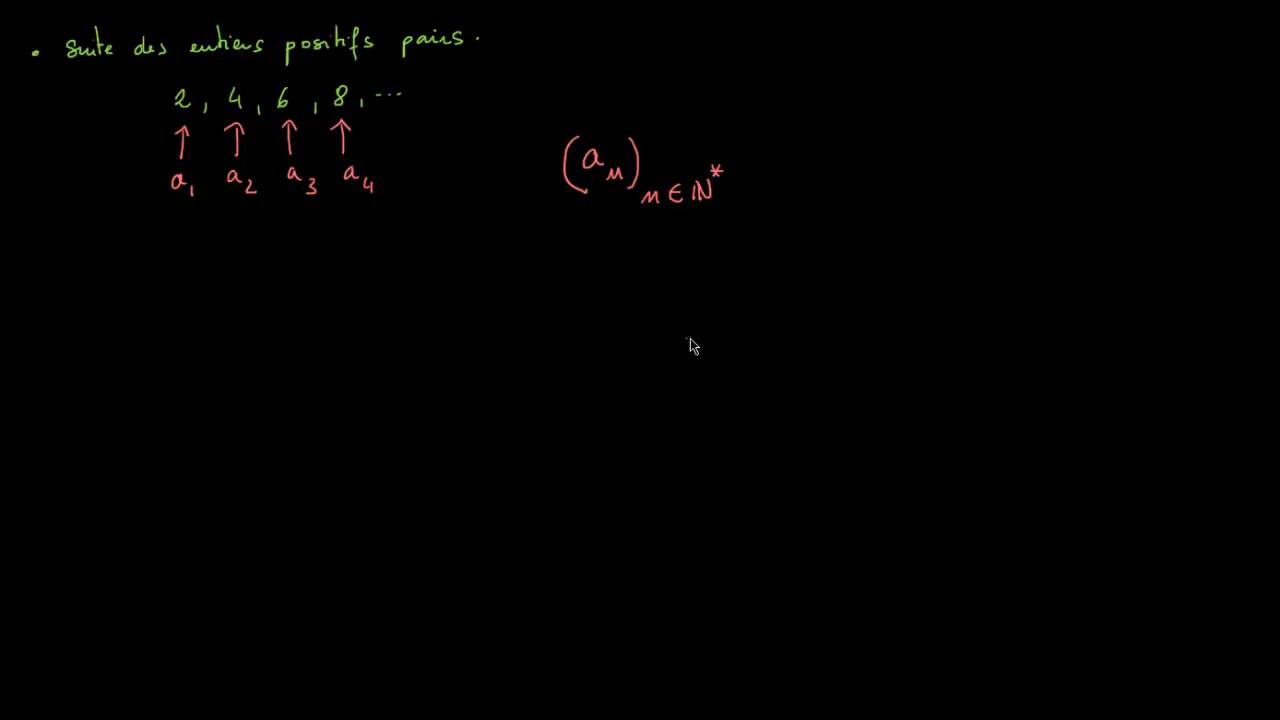 • Suite des entiers positifs pairs.
2, 4, 6, 8, ...
↑ ↑ ↑ ↑
a₁ a₂ a₃ a₄
(aₙ)ₙ∈ℕ*